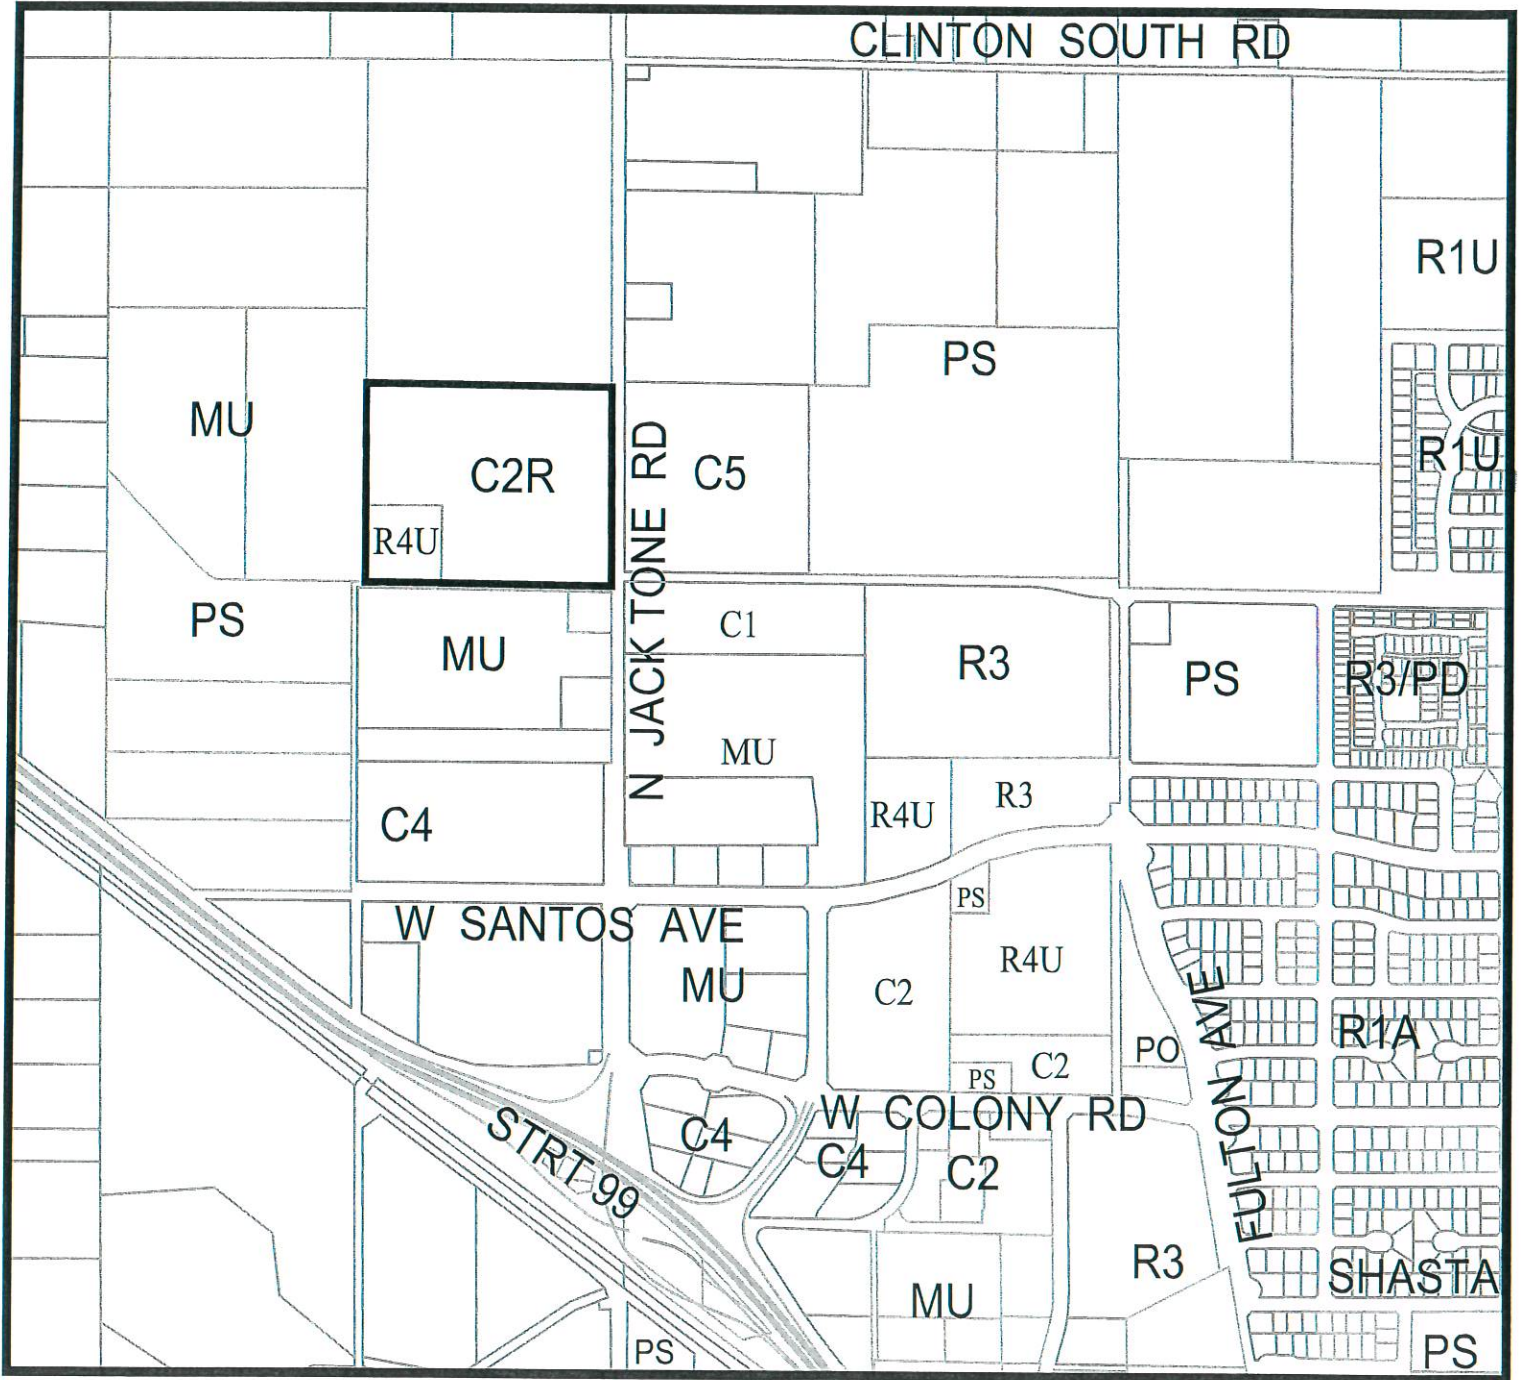 CLINTON SOUTH RD
R1U
PS
MU
C2R
N JACK TONE RD
C5
R1U
R4U
PS
MU
C1
R3
PS
R3/PD
MU
C4
R4U
R3
W SANTOS AVE
PS
MU
C2
R4U
FULTON AVE
R1A
PO
PS
C2
STRT 99
C4
W COLONY RD
C4
C2
R3
SHASTA
MU
PS
PS